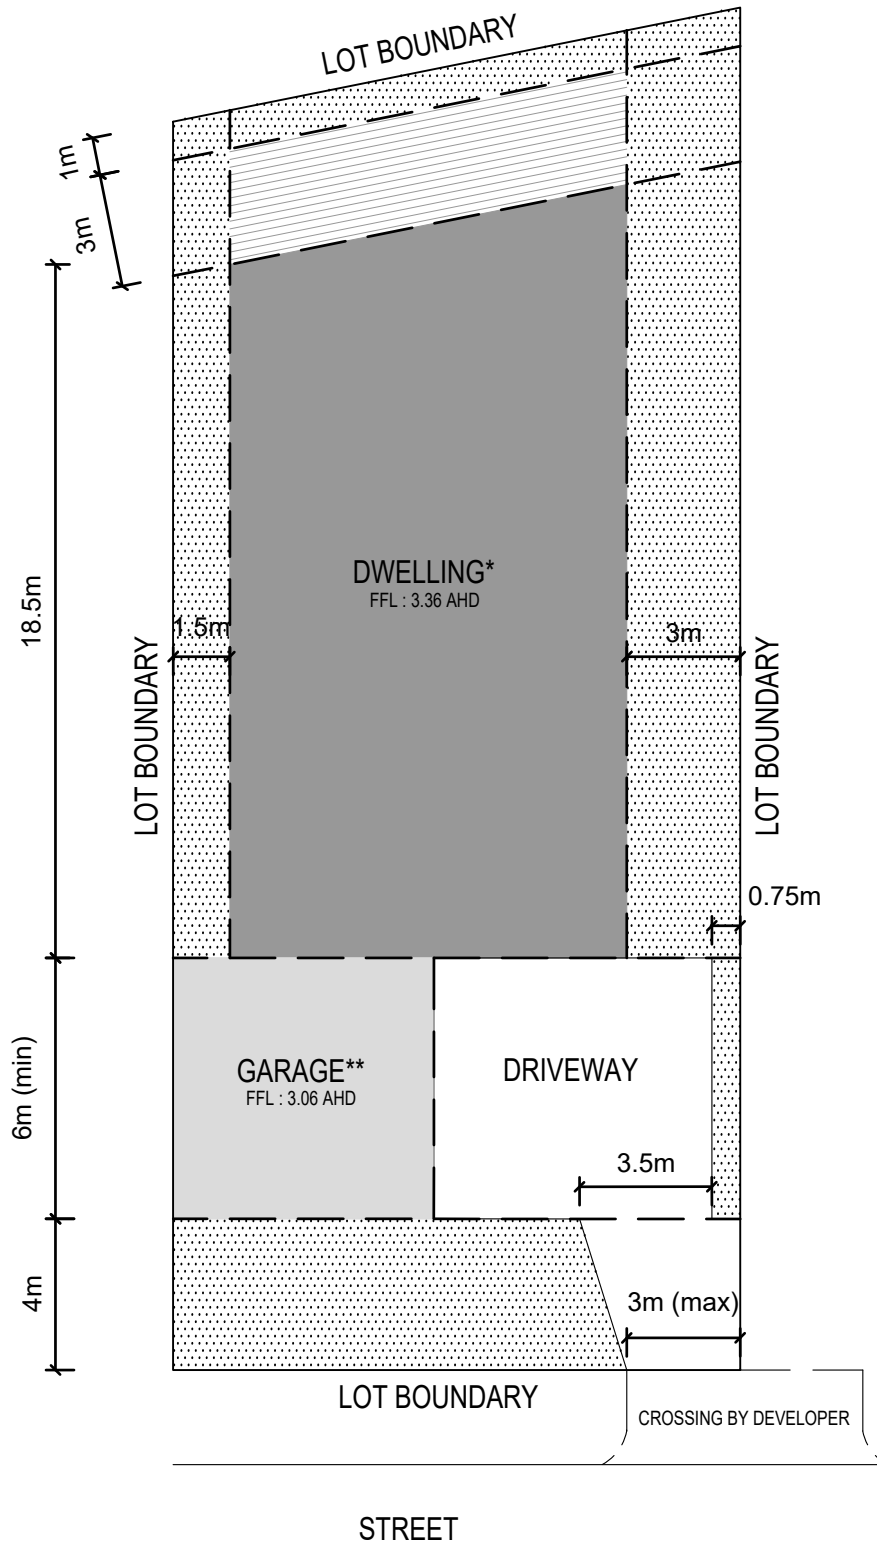 LOT BOUNDARY
1m
3m
18.5m
DWELLING*
FFL : 3.36 AHD
1.5m
3m
LOT BOUNDARY
LOT BOUNDARY
0.75m
6m (min)
GARAGE**
FFL : 3.06 AHD
DRIVEWAY
3.5m
4m
3m (max)
LOT BOUNDARY
CROSSING BY DEVELOPER
STREET